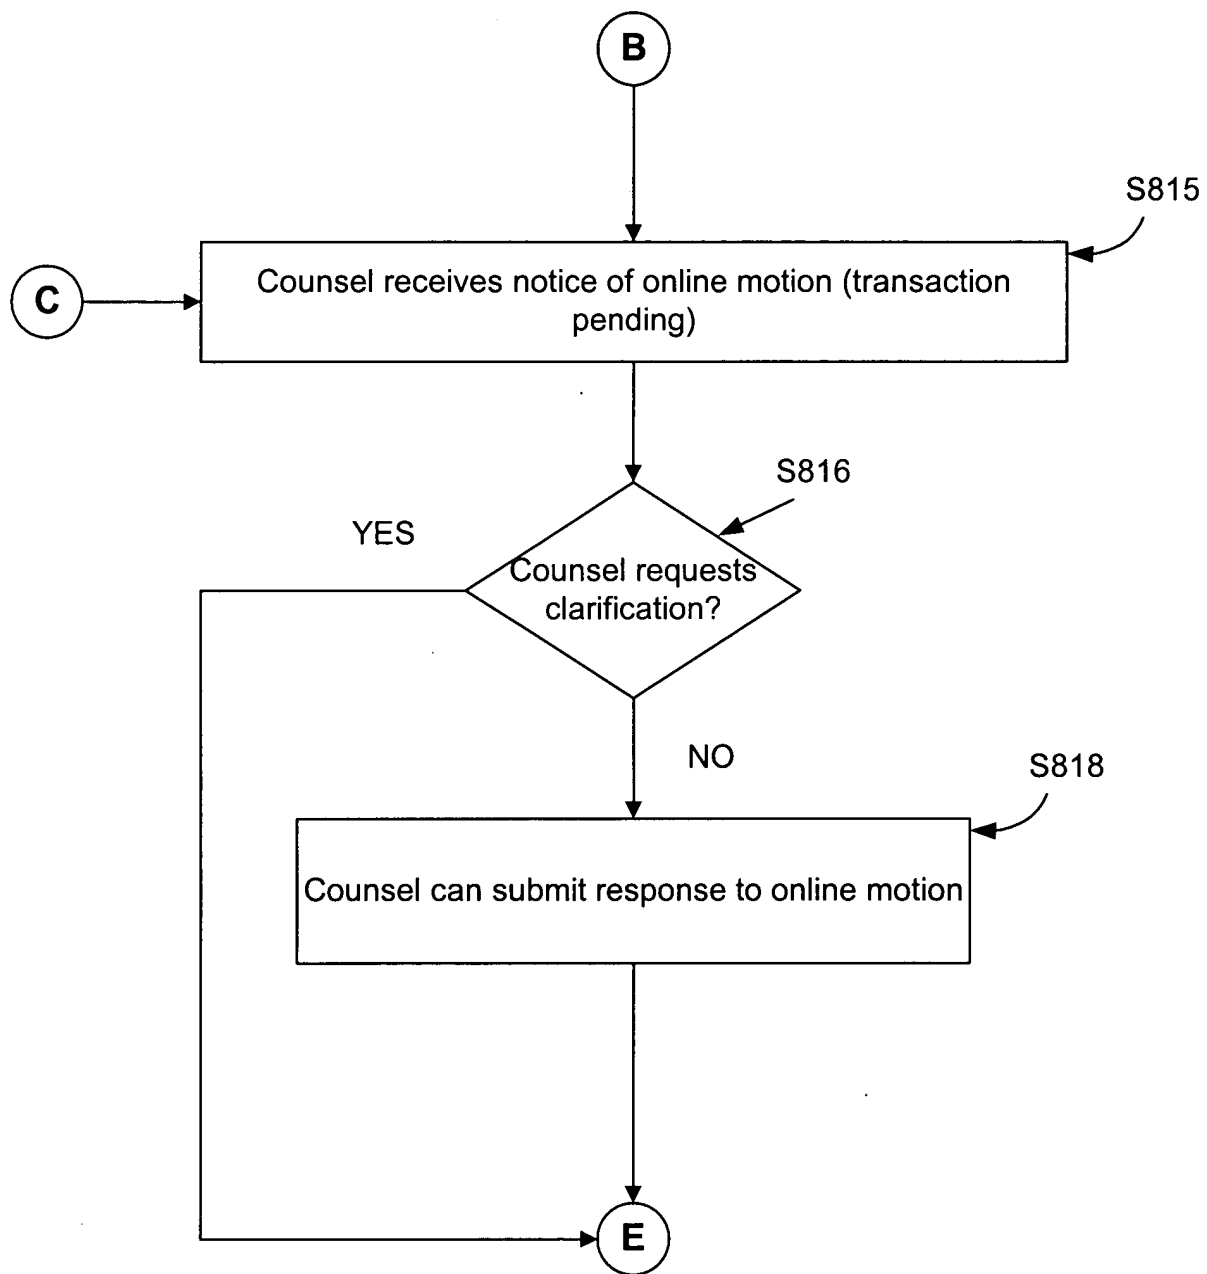 B
S815
Counsel receives notice of online motion (transaction
pending)
C
S816
YES
Counsel requests
clarification?
NO
S818
Counsel can submit response to online motion
E